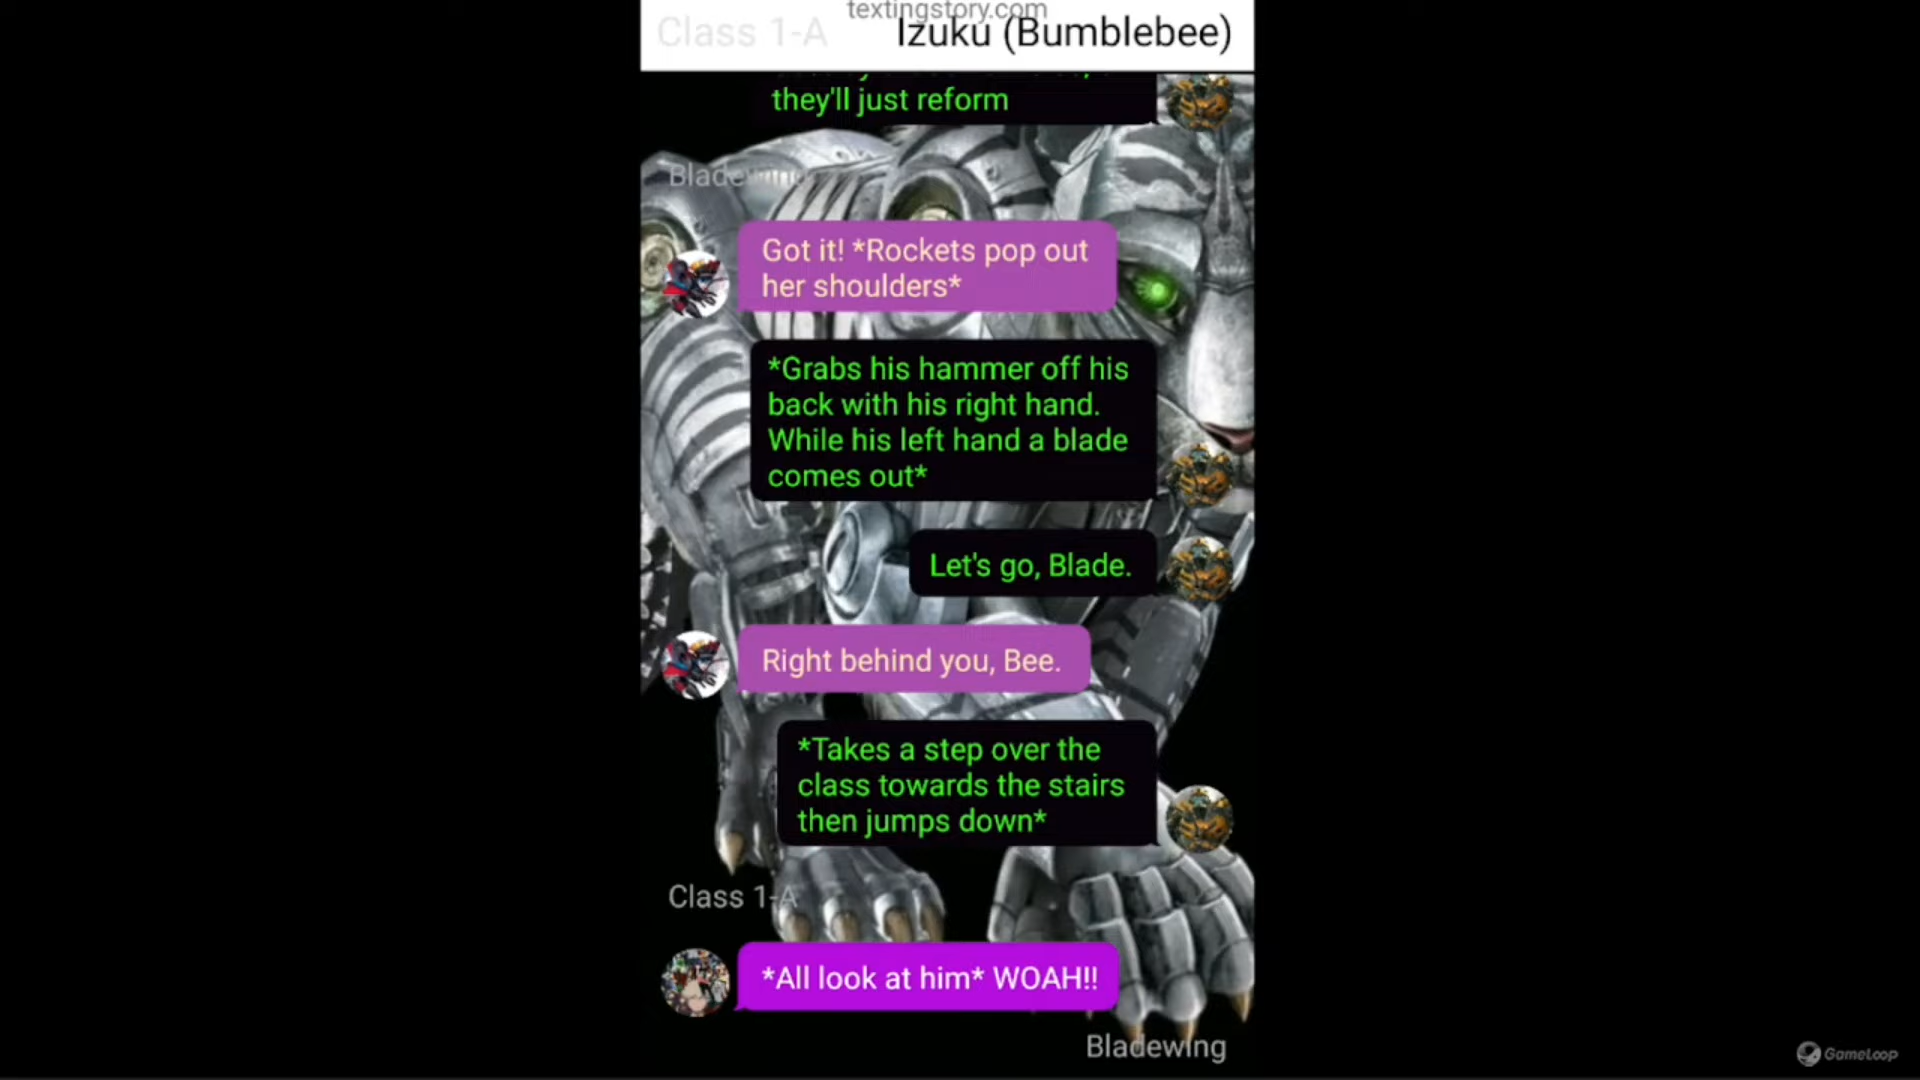 textingstory.com
Class 1-A Izuku (Bumblebee)
they'll just reform
Bladewing
Got it! *Rockets pop out
her shoulders*
*Grabs his hammer off his
back with his right hand.
While his left hand a blade
comes out*
Let's go, Blade.
Right behind you, Bee.
*Takes a step over the
class towards the stairs
then jumps down*
Class 1-A
*All look at him* WOAH!!
Bladewing
GameLoop